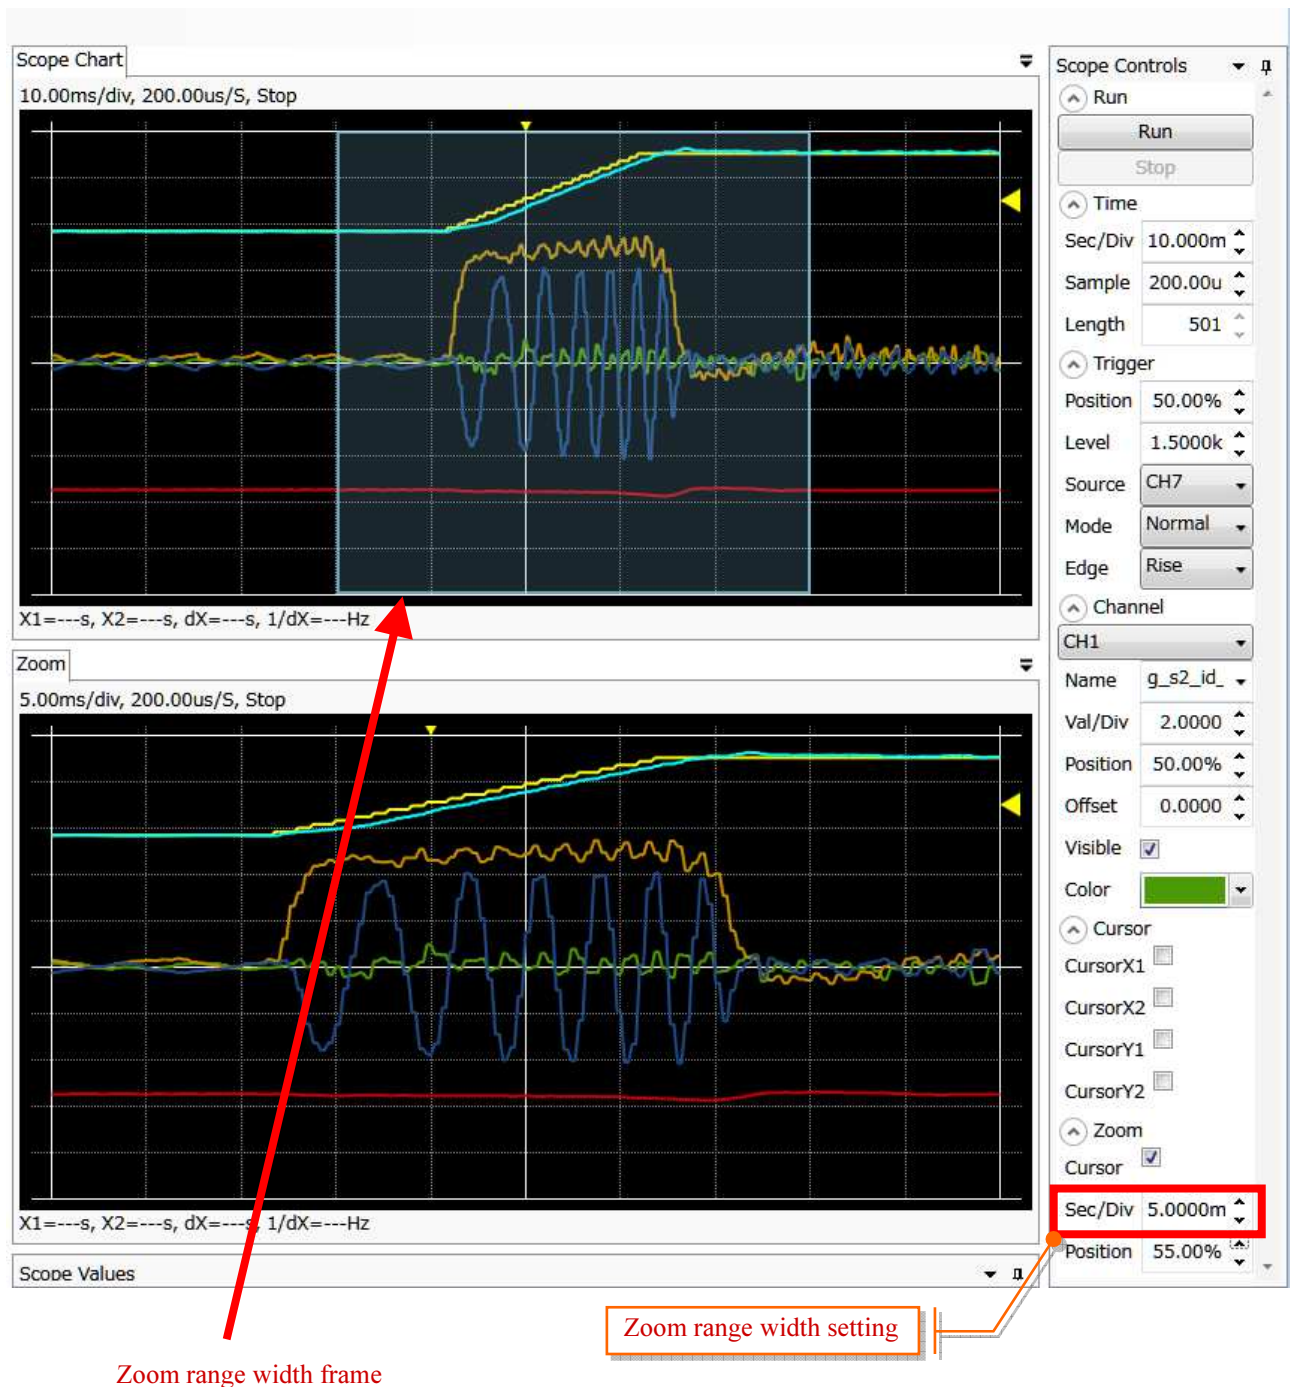 Scope Chart
10.00ms/div, 200.00us/S, Stop
X1=---s, X2=---s, dX=---s, 1/dX=---Hz
Zoom
5.00ms/div, 200.00us/S, Stop
X1=---s, X2=---s, dX=---s, 1/dX=---Hz
Scope Values
Scope Controls
Run
Run
Stop
Time
Sec/Div 10.000m
Sample 200.00u
Length 501
Trigger
Position 50.00%
Level 1.5000k
Source CH7
Mode Normal
Edge Rise
Channel
CH1
Name g_s2_id_
Val/Div 2.0000
Position 50.00%
Offset 0.0000
Visible
Color
Cursor
CursorX1
CursorX2
CursorY1
CursorY2
Zoom
Cursor
Sec/Div 5.0000m
Position 55.00%
Zoom range width setting
Zoom range width frame